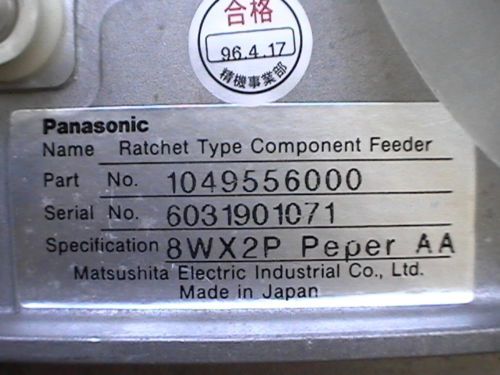 合格
96.4.17
精機事業部
Panasonic
Name Ratchet Type Component Feeder
Part No. 1049556000
Serial No. 6031901071
Specification 8WX2P Peper AA
Matsushita Electric Industrial Co., Ltd.
Made in Japan